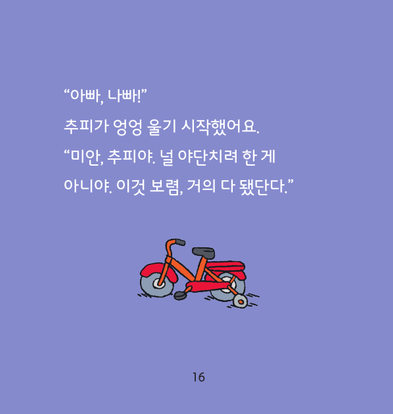 “아빠, 나빠!”
추피가 엉엉 울기 시작했어요.
“미안, 추피야. 널 야단치려 한 게
아니야. 이것 보렴, 거의 다 됐단다.”
16